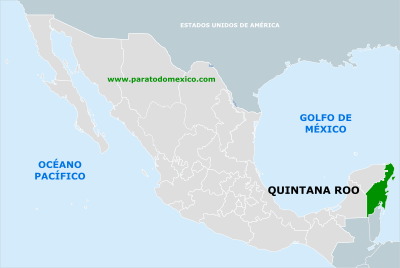 ESTADOS UNIDOS DE AMÉRICA
www.paratodomexico.com
GOLFO DE
MÉXICO
OCÉANO
PACÍFICO
QUINTANA ROO